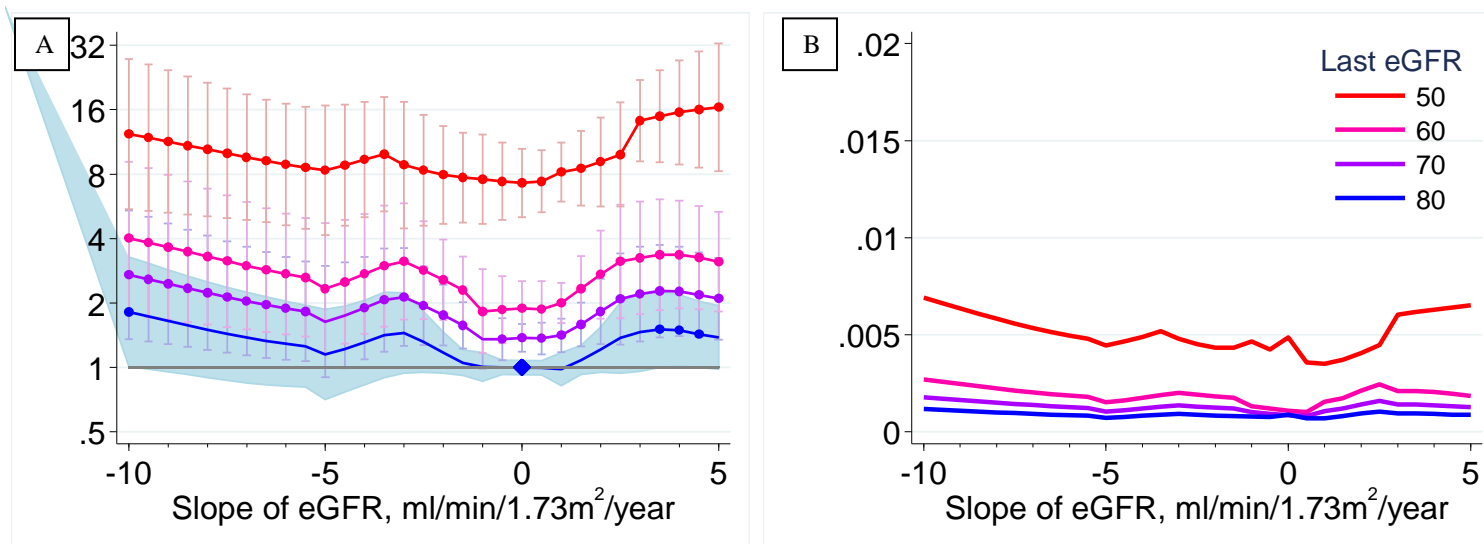 A
32
16
8
4
2
1
.5
-10 -5 0 5
Slope of eGFR, ml/min/1.73m²/year
B
.02
.015
.01
.005
0
Last eGFR
50
60
70
80
-10 -5 0 5
Slope of eGFR, ml/min/1.73m²/year